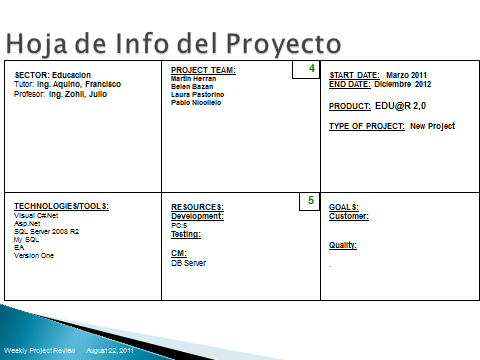 Hoja de Info del Proyecto
SECTOR: Educacion
Tutor: Ing. Aquino, Francisco
Profesor: Ing. Zohil, Julio
PROJECT TEAM:
4
Martin Herran
Belen Bazan
Laura Pastorino
Pablo Nicolielo
START DATE: Marzo 2011
END DATE: Diciembre 2012
PRODUCT: EDU@R 2,0
TYPE OF PROJECT: New Project
TECHNOLOGIES/TOOLS:
Visual C#.Net
Asp.Net
SQL Server 2008 R2
My SQL
EA
Version One
RESOURCES:
5
Development:
PC:5
Testing:
CM:
DB Server
GOALS:
Customer:
Quality:
.
Weekly Project Review August 22, 2011